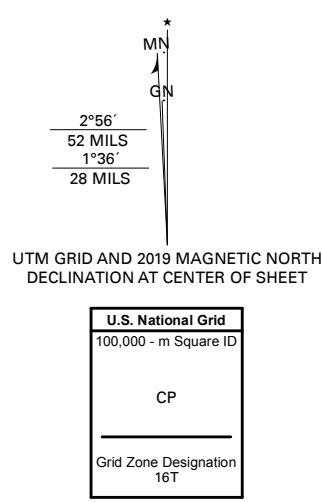 MN
GN
2°56´
52 MILS
1°36´
28 MILS
UTM GRID AND 2019 MAGNETIC NORTH
DECLINATION AT CENTER OF SHEET
U.S. National Grid
100,000 - m Square ID
CP
Grid Zone Designation
16T